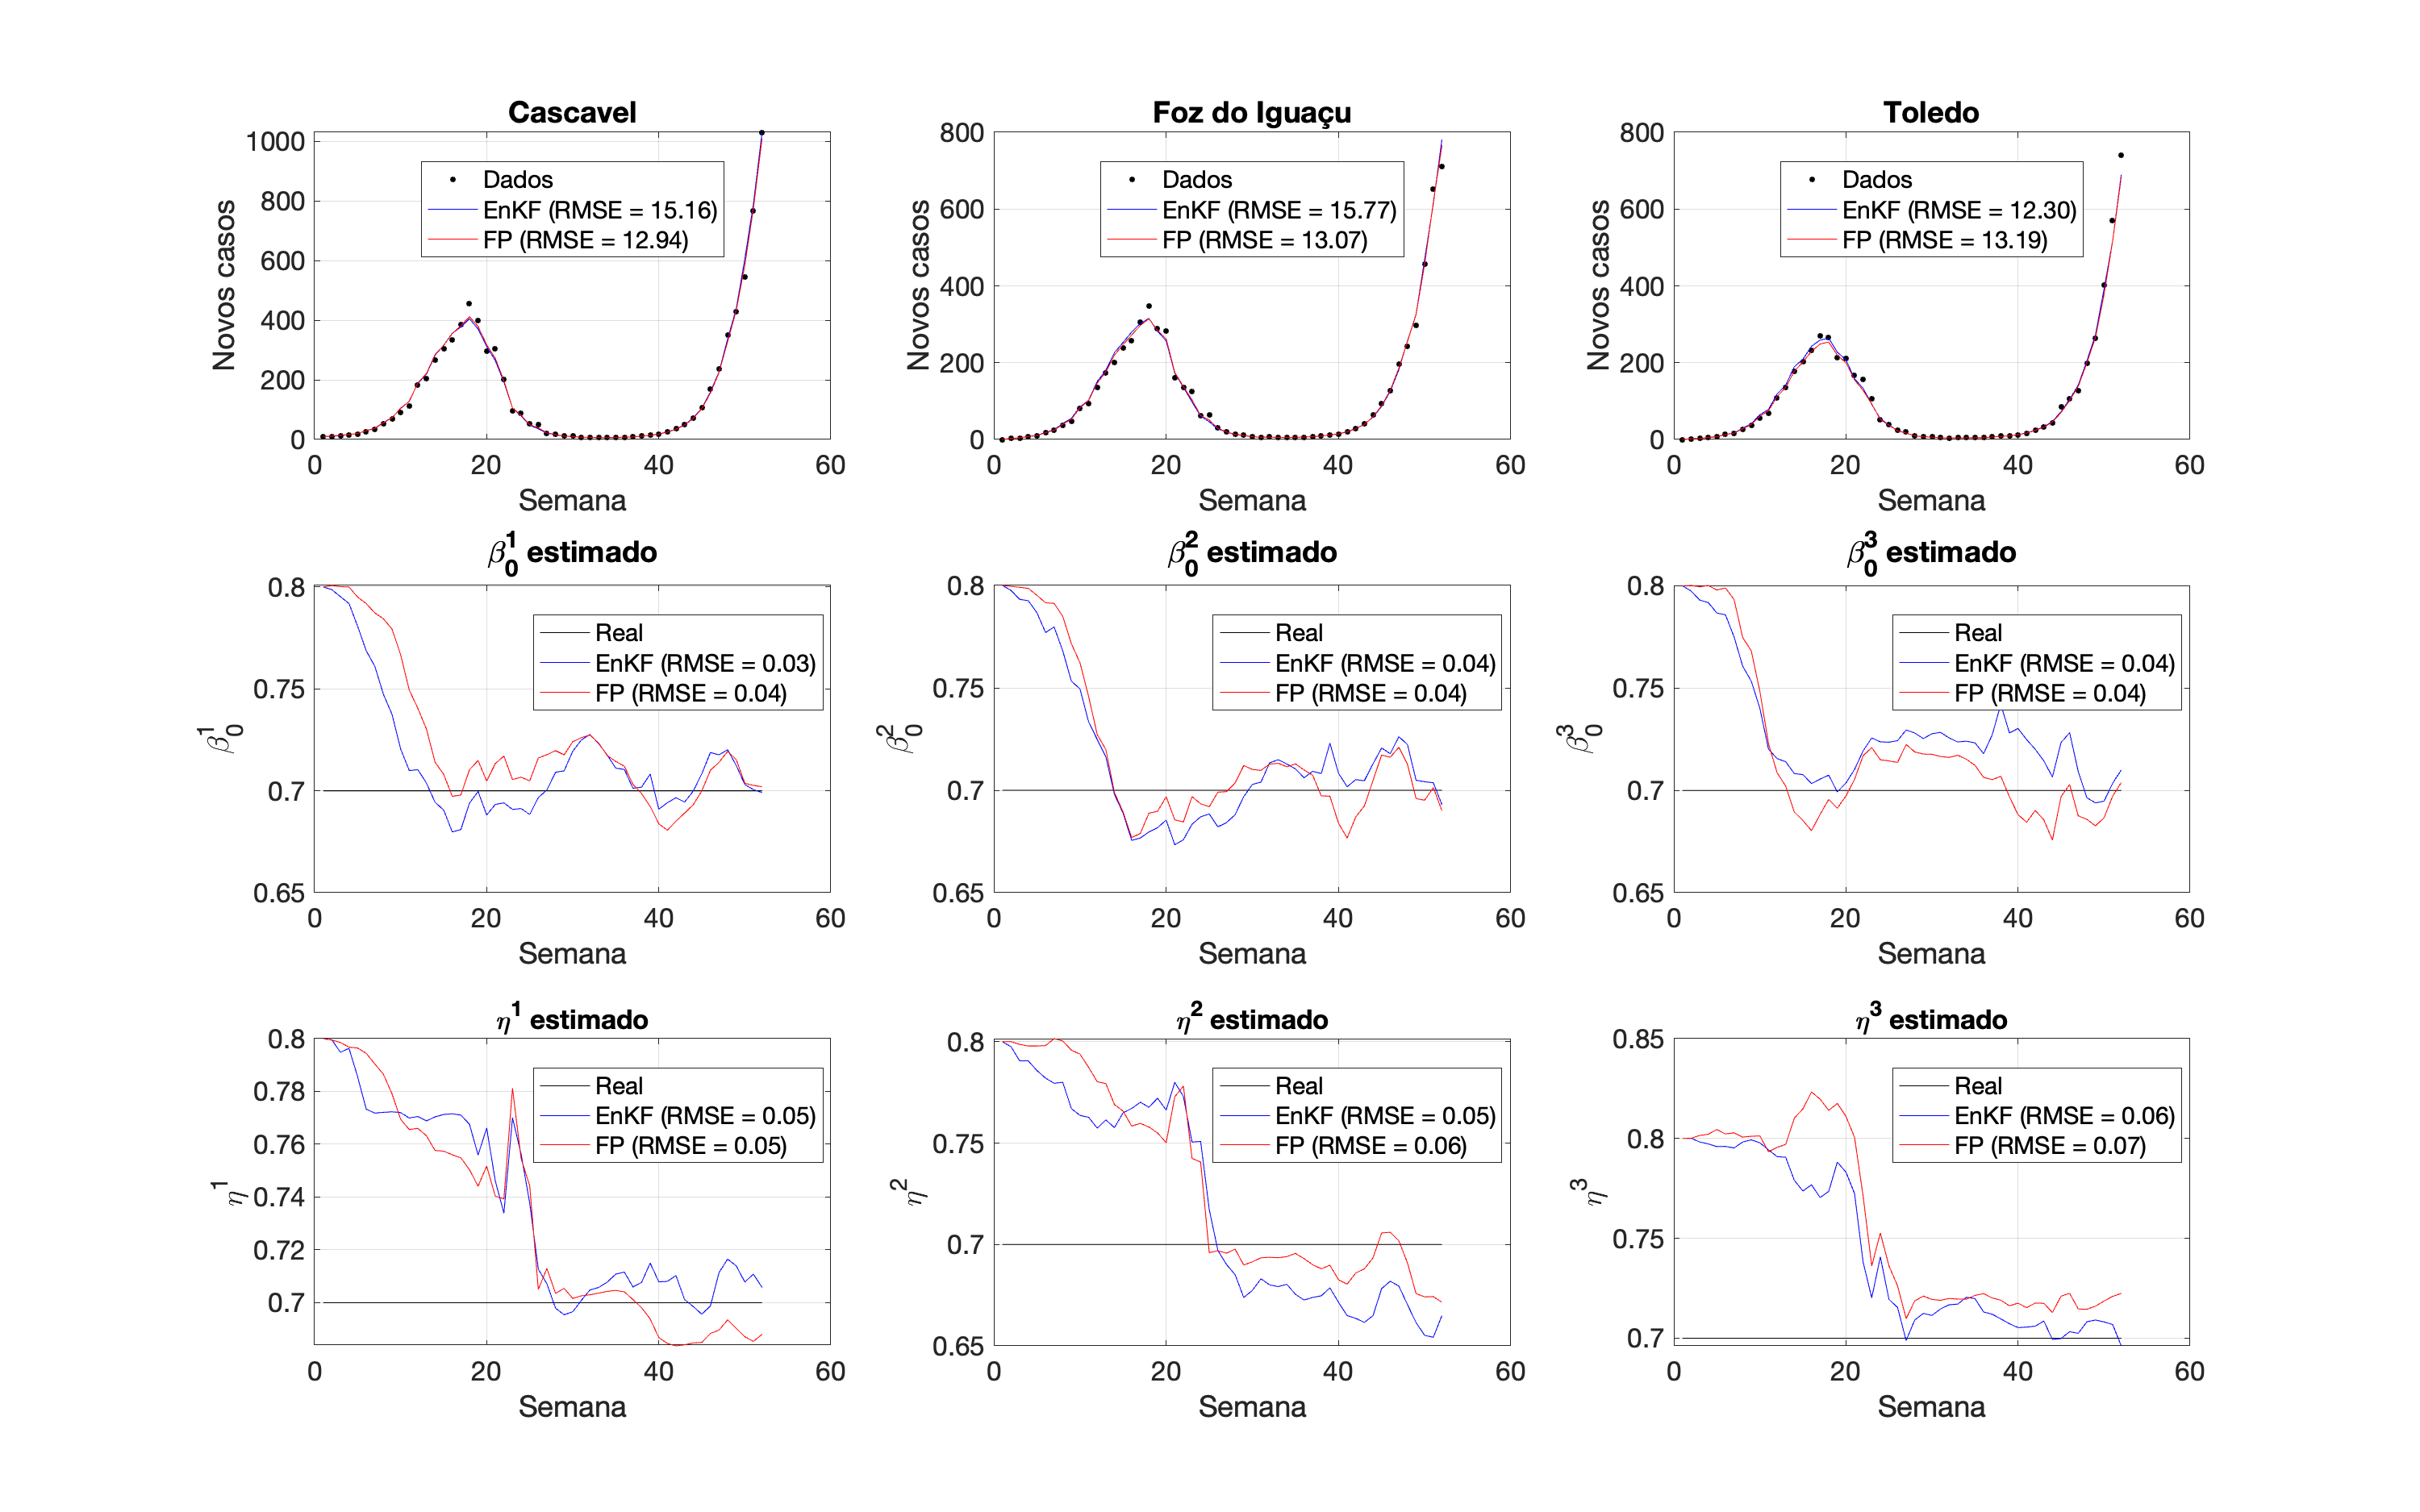 Cascavel
1000
800
600
400
200
0
Novos casos
Dados
EnKF (RMSE = 15.16)
FP (RMSE = 12.94)
0 20 40 60
Semana
Foz do Iguaçu
800
600
400
200
0
Novos casos
Dados
EnKF (RMSE = 15.77)
FP (RMSE = 13.07)
0 20 40 60
Semana
Toledo
800
600
400
200
0
Novos casos
Dados
EnKF (RMSE = 12.30)
FP (RMSE = 13.19)
0 20 40 60
Semana
β₀¹ estimado
0.8
0.75
0.7
0.65
β₀¹
Real
EnKF (RMSE = 0.03)
FP (RMSE = 0.04)
0 20 40 60
Semana
β₀² estimado
0.8
0.75
0.7
0.65
β₀²
Real
EnKF (RMSE = 0.04)
FP (RMSE = 0.04)
0 20 40 60
Semana
β₀³ estimado
0.8
0.75
0.7
0.65
β₀³
Real
EnKF (RMSE = 0.04)
FP (RMSE = 0.04)
0 20 40 60
Semana
η¹ estimado
0.8
0.78
0.76
0.74
0.72
0.7
η¹
Real
EnKF (RMSE = 0.05)
FP (RMSE = 0.05)
0 20 40 60
Semana
η² estimado
0.8
0.75
0.7
0.65
η²
Real
EnKF (RMSE = 0.05)
FP (RMSE = 0.06)
0 20 40 60
Semana
η³ estimado
0.85
0.8
0.75
0.7
η³
Real
EnKF (RMSE = 0.06)
FP (RMSE = 0.07)
0 20 40 60
Semana